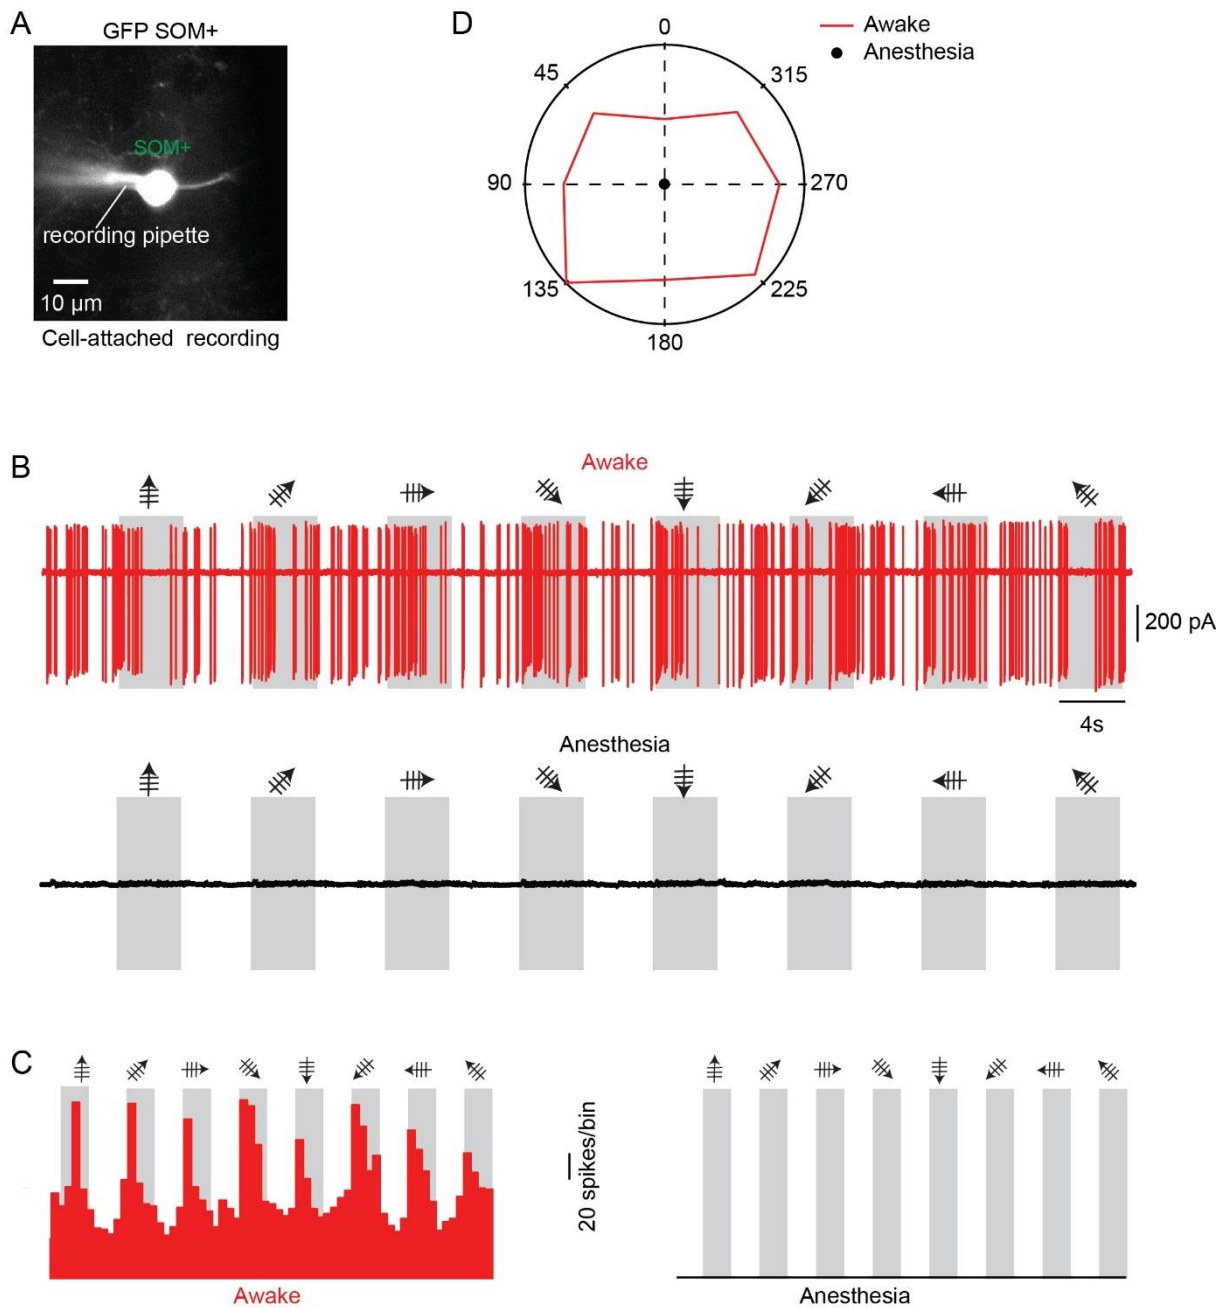 A
GFP SOM+
SOM+
recording pipette
10 µm
Cell-attached recording
D
0
45
315
90
270
135
225
180
Awake
Anesthesia
B
Awake
200 pA
4s
Anesthesia
C
20 spikes/bin
Awake
Anesthesia